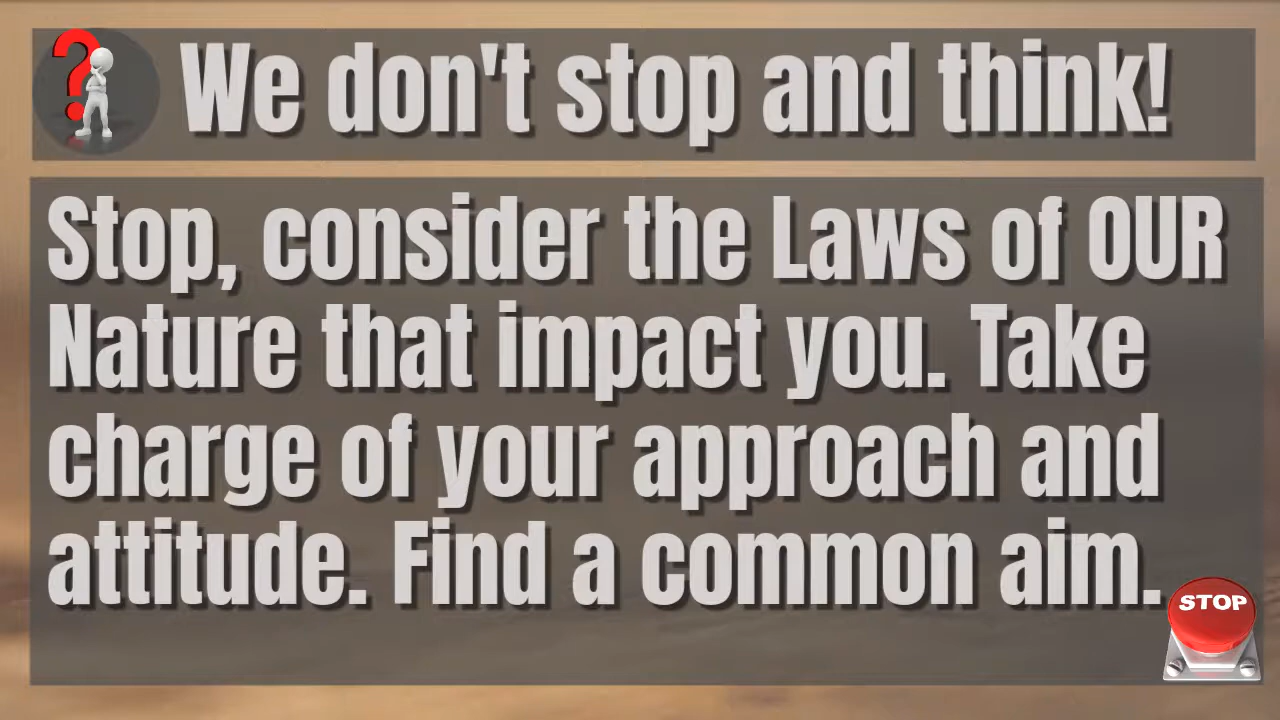 We don't stop and think!
Stop, consider the Laws of OUR
Nature that impact you. Take
charge of your approach and
attitude. Find a common aim.
STOP